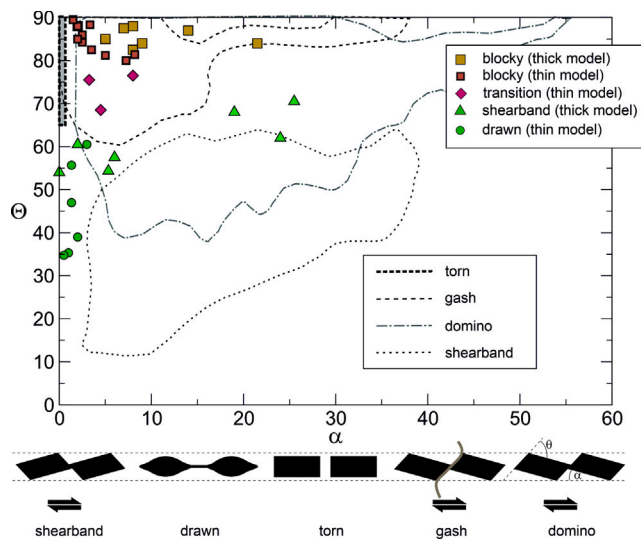 90
80
70
60
50
40
30
20
10
0
Θ
0
10
20
30
40
50
60
α
blocky (thick model)
blocky (thin model)
transition (thin model)
shearband (thick model)
drawn (thin model)
torn
gash
domino
shearband
θ
α
shearband
drawn
torn
gash
domino